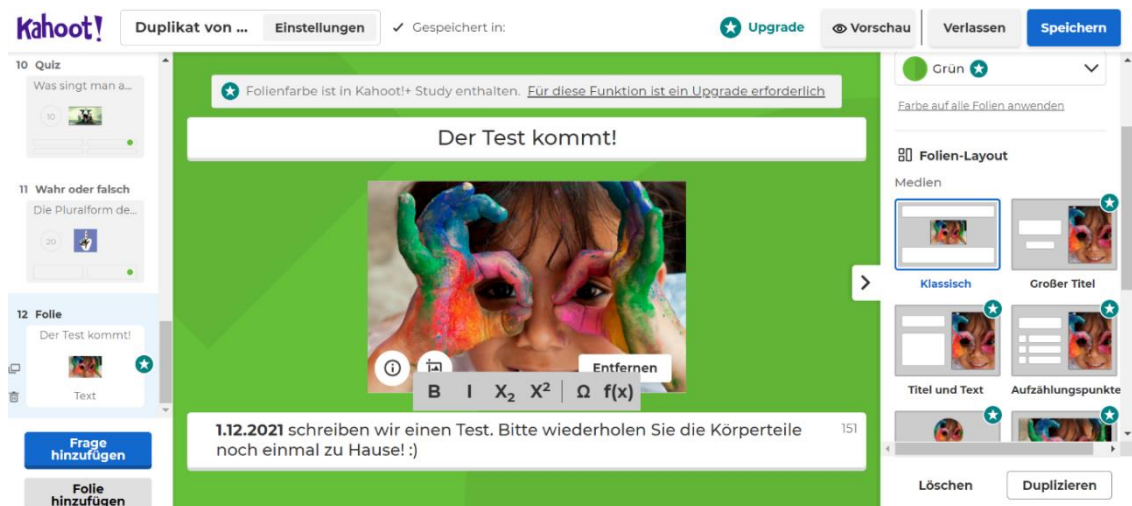 Kahoot!
Duplikat von ...
Einstellungen
✓ Gespeichert in:
Upgrade
Vorschau
Verlassen
Speichern
10 Quiz
Was singt man a...
10
11 Wahr oder falsch
Die Pluralform de...
20
12 Folie
Der Test kommt!
Text
Frage
hinzufügen
Folie
hinzufügen
Folienfarbe ist in Kahoot!+ Study enthalten. Für diese Funktion ist ein Upgrade erforderlich
Der Test kommt!
Entfernen
B I X₂ X² Ω f(x)
1.12.2021 schreiben wir einen Test. Bitte wiederholen Sie die Körperteile
noch einmal zu Hause! :)
151
Grün
Farbe auf alle Folien anwenden
Folien-Layout
Medien
Klassisch
Großer Titel
Titel und Text
Aufzählungspunkte
Löschen
Duplizieren